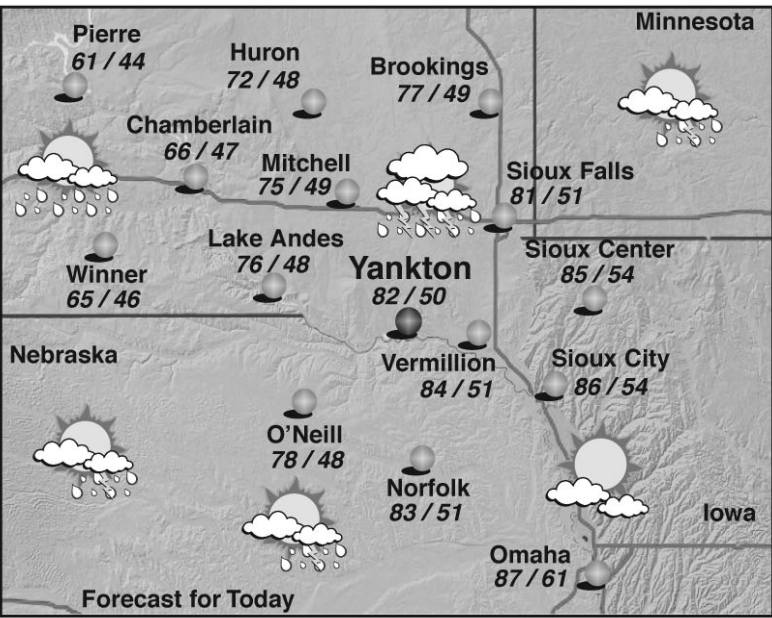 Pierre
61 / 44
Huron
72 / 48
Brookings
77 / 49
Minnesota
Chamberlain
66 / 47
Mitchell
75 / 49
Sioux Falls
81 / 51
Winner
65 / 46
Lake Andes
76 / 48
Yankton
82 / 50
Sioux Center
85 / 54
Nebraska
Vermillion
84 / 51
Sioux City
86 / 54
O'Neill
78 / 48
Norfolk
83 / 51
Iowa
Omaha
87 / 61
Forecast for Today